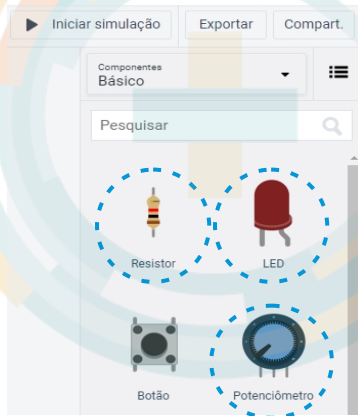 Iniciar simulação Exportar Compart.
Componentes
Básico
Pesquisar
Resistor LED
Botão Potenciômetro